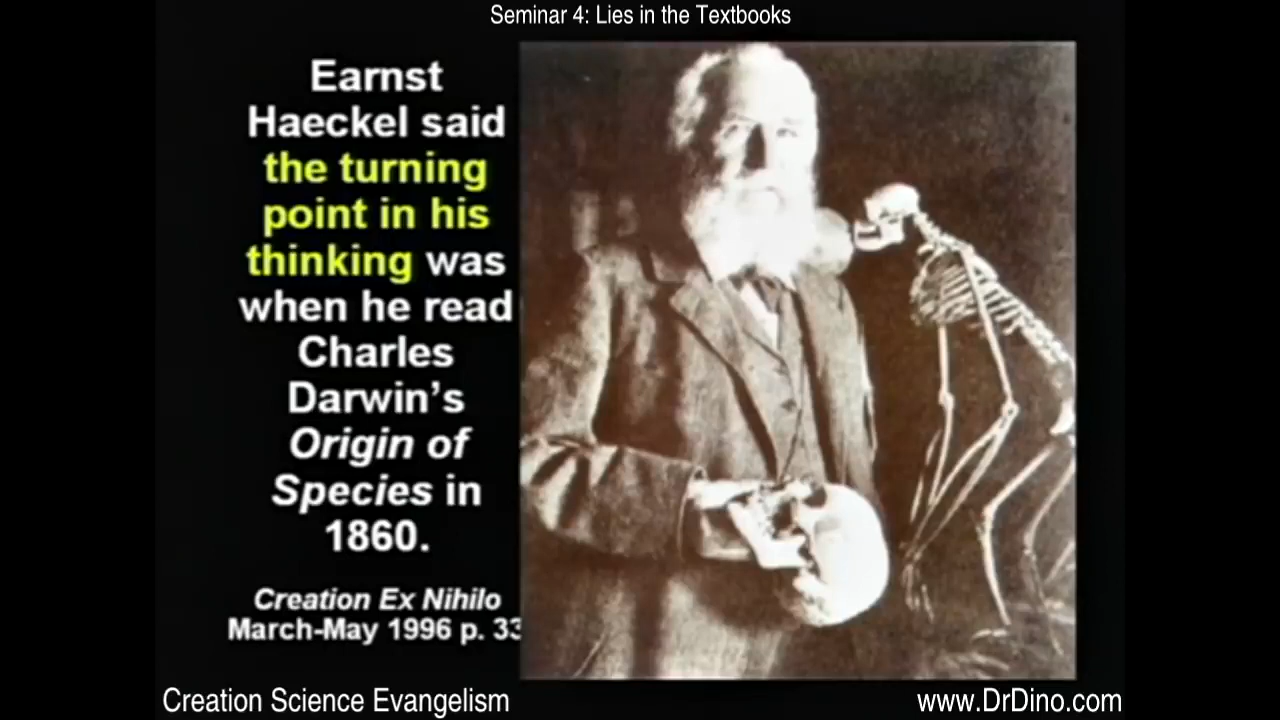 Seminar 4: Lies in the Textbooks
Earnst
Haeckel said
the turning
point in his
thinking was
when he read
Charles
Darwin's
Origin of
Species in
1860.
Creation Ex Nihilo
March-May 1996 p. 33
Creation Science Evangelism
www.DrDino.com